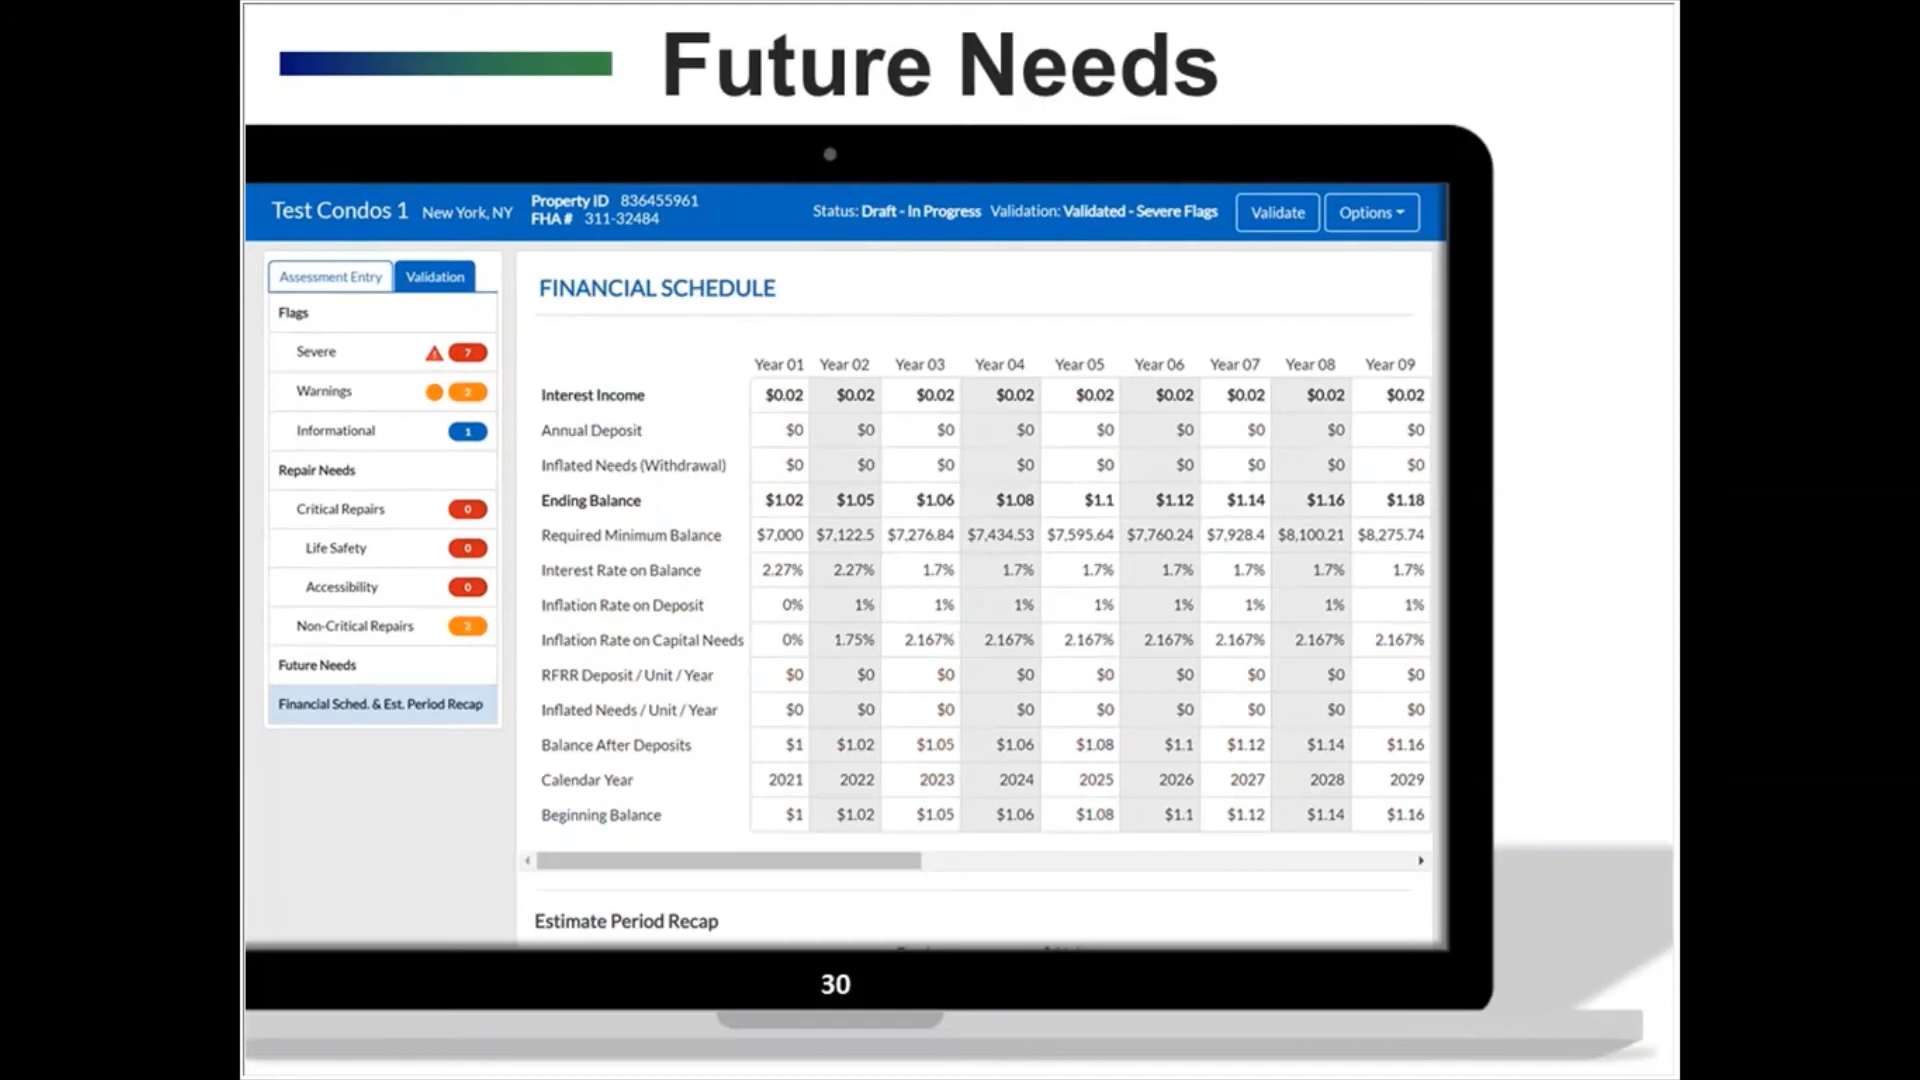 Future Needs
Test Condos 1 New York, NY Property ID 836455961 FHA # 311-32484 Status: Draft - In Progress Validation: Validated - Severe Flags Validate Options
Assessment Entry Validation
Flags
Severe 7
Warnings 2
Informational 1
Repair Needs
Critical Repairs 0
Life Safety 0
Accessibility 0
Non-Critical Repairs 2
Future Needs
Financial Sched. & Est. Period Recap
FINANCIAL SCHEDULE
Year 01 Year 02 Year 03 Year 04 Year 05 Year 06 Year 07 Year 08 Year 09
Interest Income $0.02 $0.02 $0.02 $0.02 $0.02 $0.02 $0.02 $0.02 $0.02
Annual Deposit $0 $0 $0 $0 $0 $0 $0 $0 $0
Inflated Needs (Withdrawal) $0 $0 $0 $0 $0 $0 $0 $0 $0
Ending Balance $1.02 $1.05 $1.06 $1.08 $1.1 $1.12 $1.14 $1.16 $1.18
Required Minimum Balance $7,000 $7,122.5 $7,276.84 $7,434.53 $7,595.64 $7,760.24 $7,928.4 $8,100.21 $8,275.74
Interest Rate on Balance 2.27% 2.27% 1.7% 1.7% 1.7% 1.7% 1.7% 1.7% 1.7%
Inflation Rate on Deposit 0% 1% 1% 1% 1% 1% 1% 1% 1%
Inflation Rate on Capital Needs 0% 1.75% 2.167% 2.167% 2.167% 2.167% 2.167% 2.167% 2.167%
RFRR Deposit / Unit / Year $0 $0 $0 $0 $0 $0 $0 $0 $0
Inflated Needs / Unit / Year $0 $0 $0 $0 $0 $0 $0 $0 $0
Balance After Deposits $1 $1.02 $1.05 $1.06 $1.08 $1.1 $1.12 $1.14 $1.16
Calendar Year 2021 2022 2023 2024 2025 2026 2027 2028 2029
Beginning Balance $1 $1.02 $1.05 $1.06 $1.08 $1.1 $1.12 $1.14 $1.16
Estimate Period Recap
30